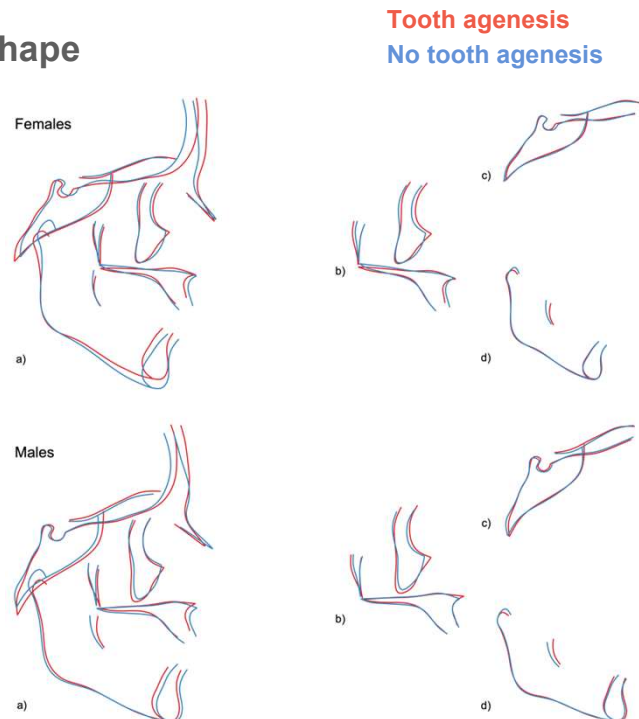 hape
Tooth agenesis
No tooth agenesis
Females
c)
b)
a)
d)
Males
c)
b)
a)
d)